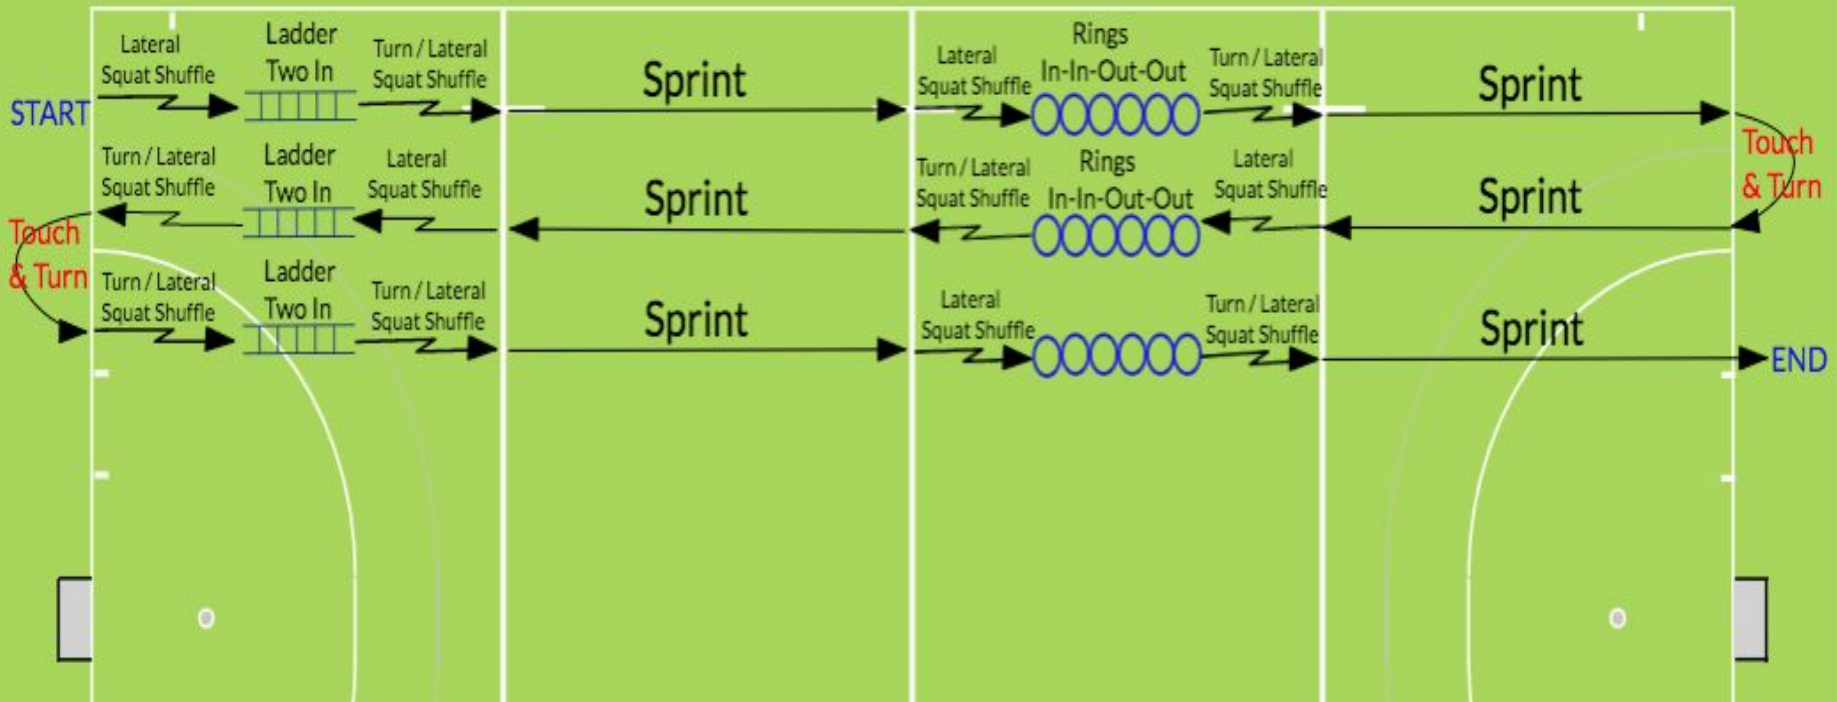 START
Lateral
Squat Shuffle
Ladder
Two In
Turn / Lateral
Squat Shuffle
Sprint
Lateral
Squat Shuffle
Rings
In-In-Out-Out
Turn / Lateral
Squat Shuffle
Sprint
Touch
& Turn
Sprint
Lateral
Squat Shuffle
Rings
In-In-Out-Out
Turn / Lateral
Squat Shuffle
Sprint
Lateral
Squat Shuffle
Ladder
Two In
Turn / Lateral
Squat Shuffle
Touch
& Turn
Turn / Lateral
Squat Shuffle
Ladder
Two In
Turn / Lateral
Squat Shuffle
Sprint
Lateral
Squat Shuffle
Turn / Lateral
Squat Shuffle
Sprint
END